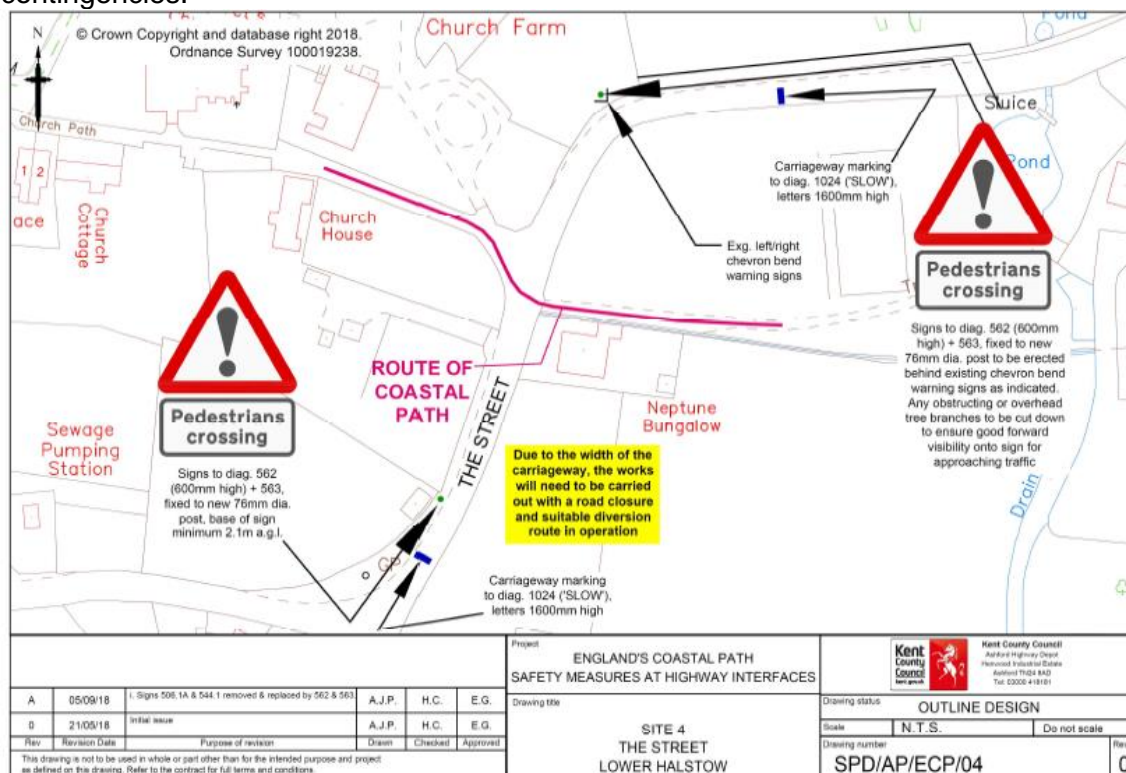 contingencies.
N
© Crown Copyright and database right 2018.
Ordnance Survey 100019238.
Church Farm
Pond
Sluice
Pond
Church Path
1 2
ace
Church
Cottage
Church
House
Carriageway marking
to diag. 1024 ('SLOW'),
letters 1600mm high
Exg. left/right
chevron bend
warning signs
Pedestrians
crossing
Signs to diag. 562 (600mm
high) + 563, fixed to new
76mm dia. post to be erected
behind existing chevron bend
warning signs as indicated.
Any obstructing or overhead
tree branches to be cut down
to ensure good forward
visibility onto sign for
approaching traffic
ROUTE OF
COASTAL
PATH
THE STREET
Neptune
Bungalow
Pedestrians
crossing
Sewage
Pumping
Station
Signs to diag. 562
(600mm high) + 563,
fixed to new 76mm dia.
post, base of sign
minimum 2.1m a.g.l.
Due to the width of the
carriageway, the works
will need to be carried
out with a road closure
and suitable diversion
route in operation
Drain
GP
Carriageway marking
to diag. 1024 ('SLOW'),
letters 1600mm high
Project
ENGLAND'S COASTAL PATH
SAFETY MEASURES AT HIGHWAY INTERFACES
Kent
County
Council
kent.gov.uk
Kent County Council
Ashford Highway Depot
Henwood Industrial Estate
Ashford TN24 8AD
Tel: 03000 418181
A 05/09/18 i. Signs 506.1A & 544.1 removed & replaced by 562 & 563 A.J.P. H.C. E.G.
0 21/05/18 Initial issue A.J.P. H.C. E.G.
Rev Revision Date Purpose of revision Drawn Checked Approved
This drawing is not to be used in whole or part other than for the intended purpose and project
as defined on this drawing. Refer to the contract for full terms and conditions.
Drawing title
SITE 4
THE STREET
LOWER HALSTOW
Drawing status
OUTLINE DESIGN
Scale N.T.S. Do not scale
Drawing number
SPD/AP/ECP/04